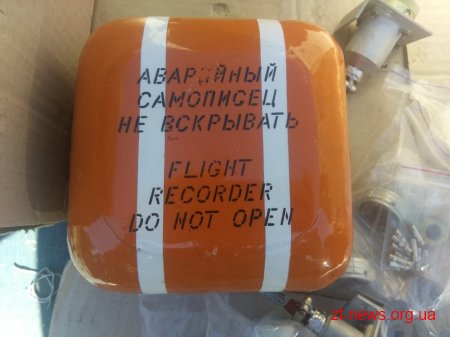 АВАРИЙНЫЙ
САМОПИСЕЦ
НЕ ВСКРЫВАТЬ
FLIGHT
RECORDER
DO NOT OPEN
zt-news.org.ua